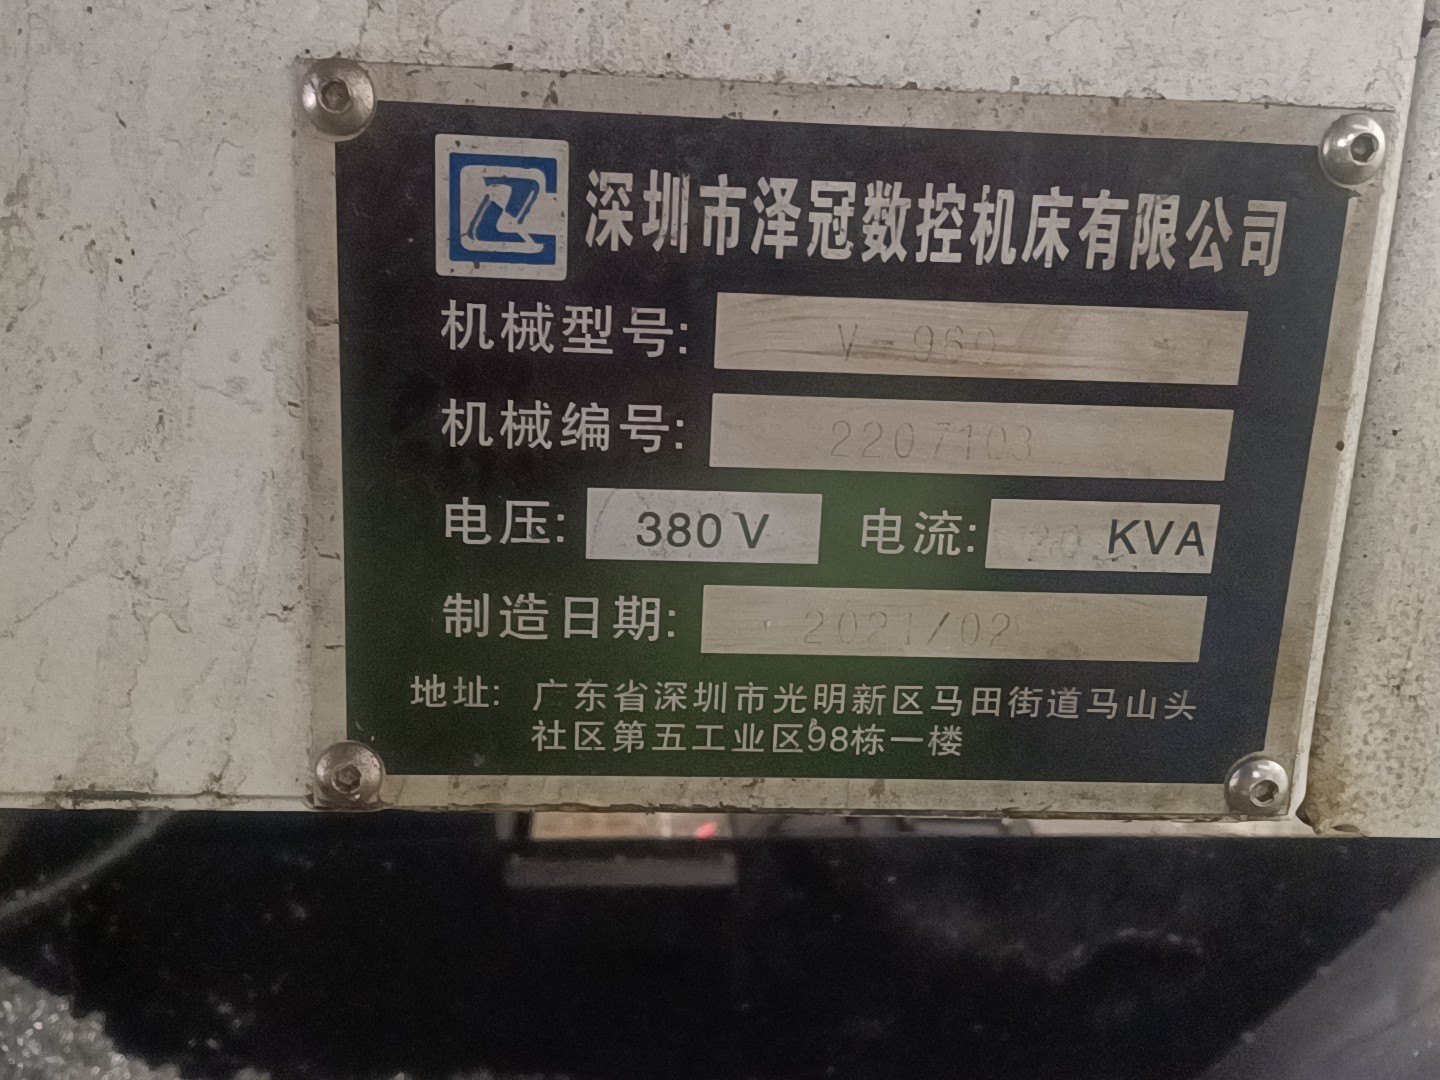 深圳市泽冠数控机床有限公司
机械型号: V-960
机械编号: 2207103
电压: 380V 电流: 20 KVA
制造日期: 2021/02
地址: 广东省深圳市光明新区马田街道马山头
社区第五工业区98栋一楼